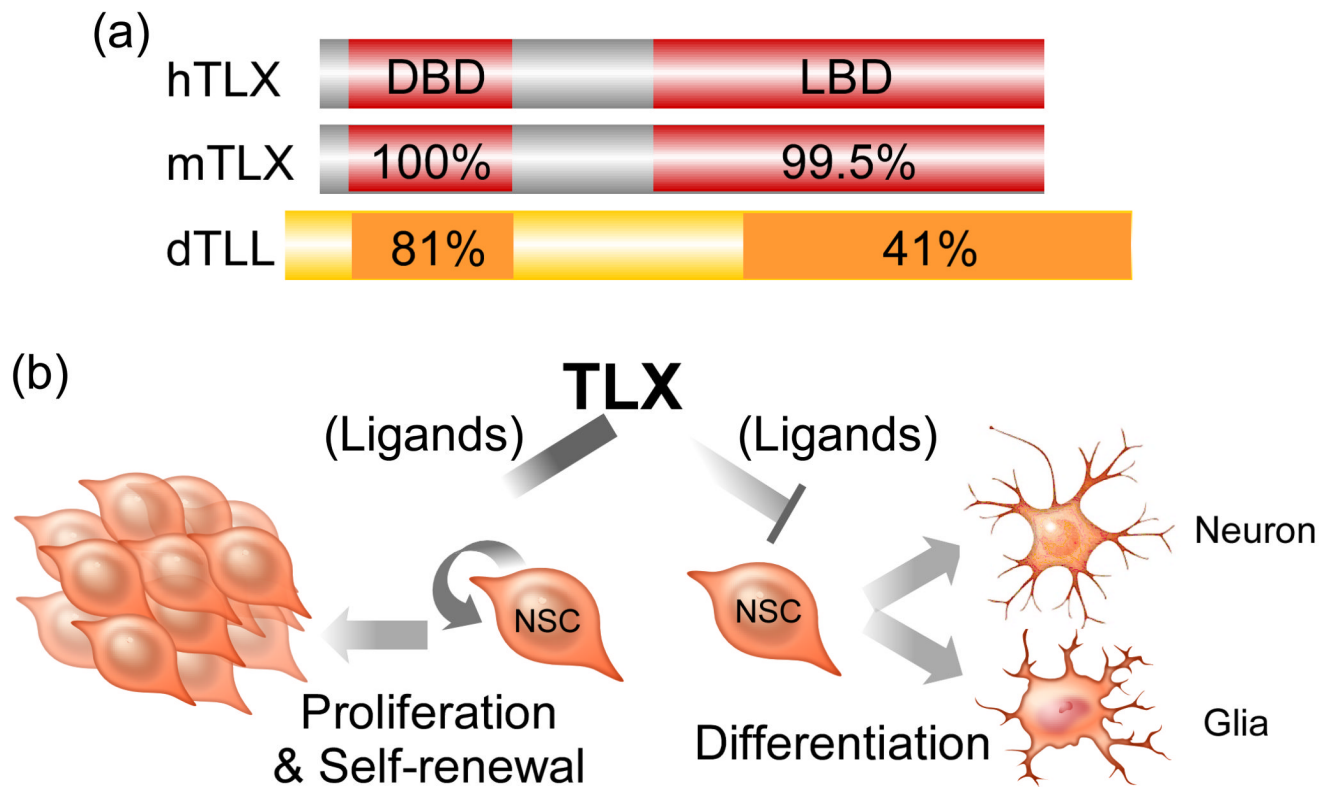 (a)
hTLX DBD LBD
mTLX 100% 99.5%
dTLL 81% 41%
(b)
TLX
(Ligands) (Ligands)
Neuron
NSC NSC
Proliferation
& Self-renewal
Differentiation
Glia